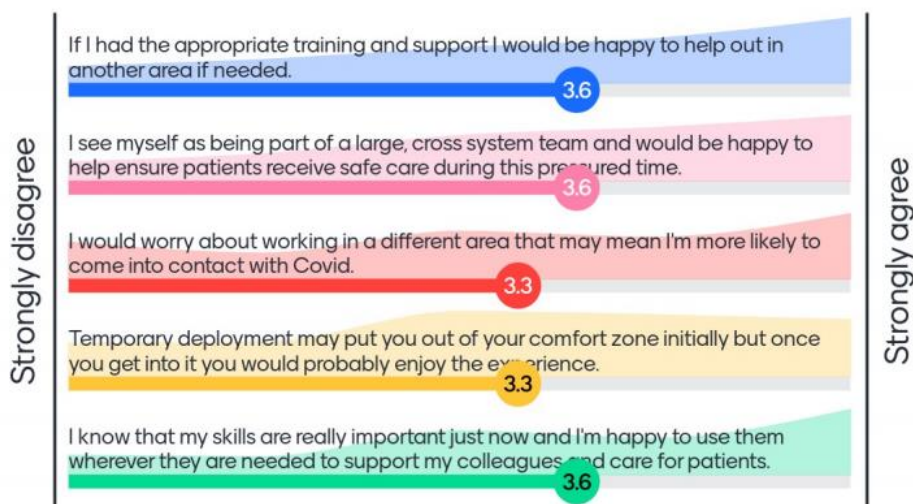 Strongly disagree
If I had the appropriate training and support I would be happy to help out in
another area if needed.
3.6
I see myself as being part of a large, cross system team and would be happy to
help ensure patients receive safe care during this pressured time.
3.6
I would worry about working in a different area that may mean I'm more likely to
come into contact with Covid.
3.3
Temporary deployment may put you out of your comfort zone initially but once
you get into it you would probably enjoy the experience.
3.3
I know that my skills are really important just now and I'm happy to use them
wherever they are needed to support my colleagues and care for patients.
3.6
Strongly agree